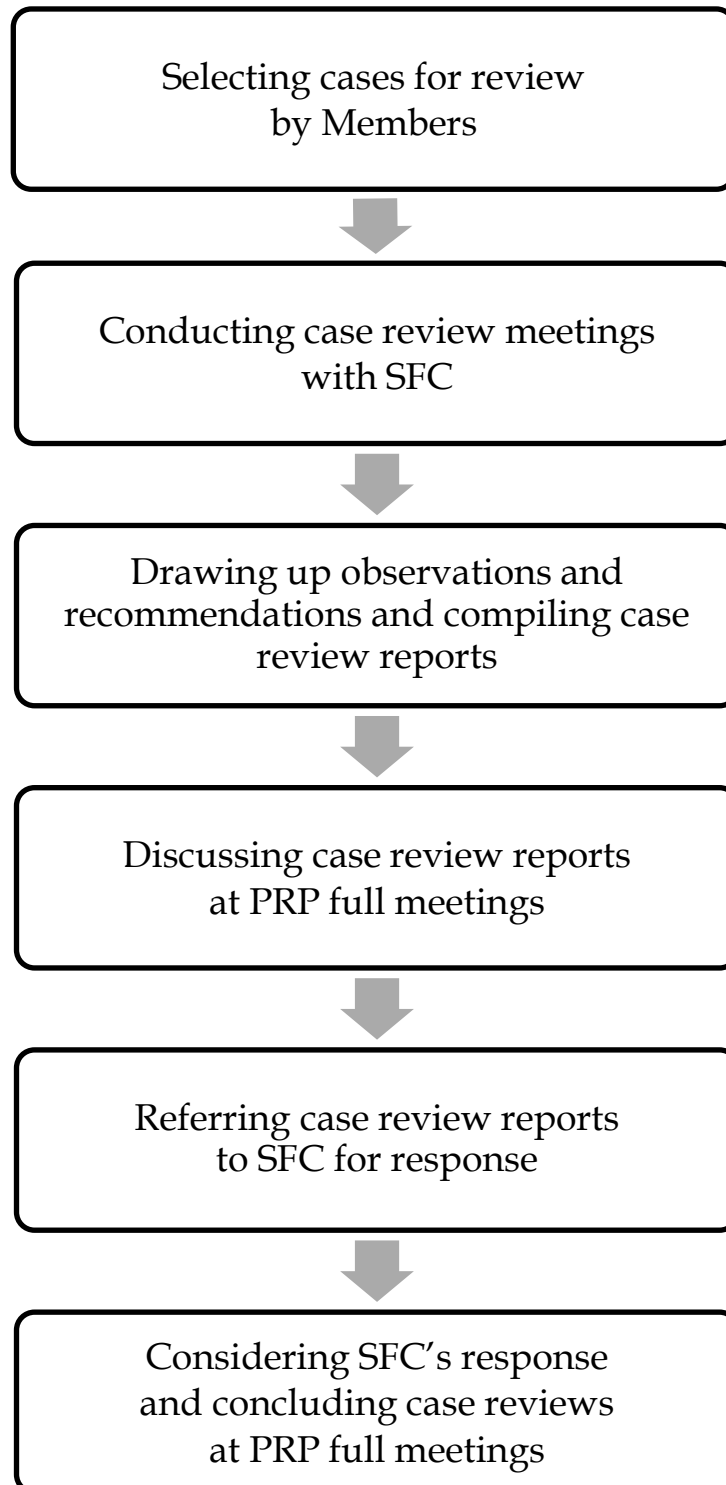 Selecting cases for review
by Members
Conducting case review meetings
with SFC
Drawing up observations and
recommendations and compiling case
review reports
Discussing case review reports
at PRP full meetings
Referring case review reports
to SFC for response
Considering SFC’s response
and concluding case reviews
at PRP full meetings